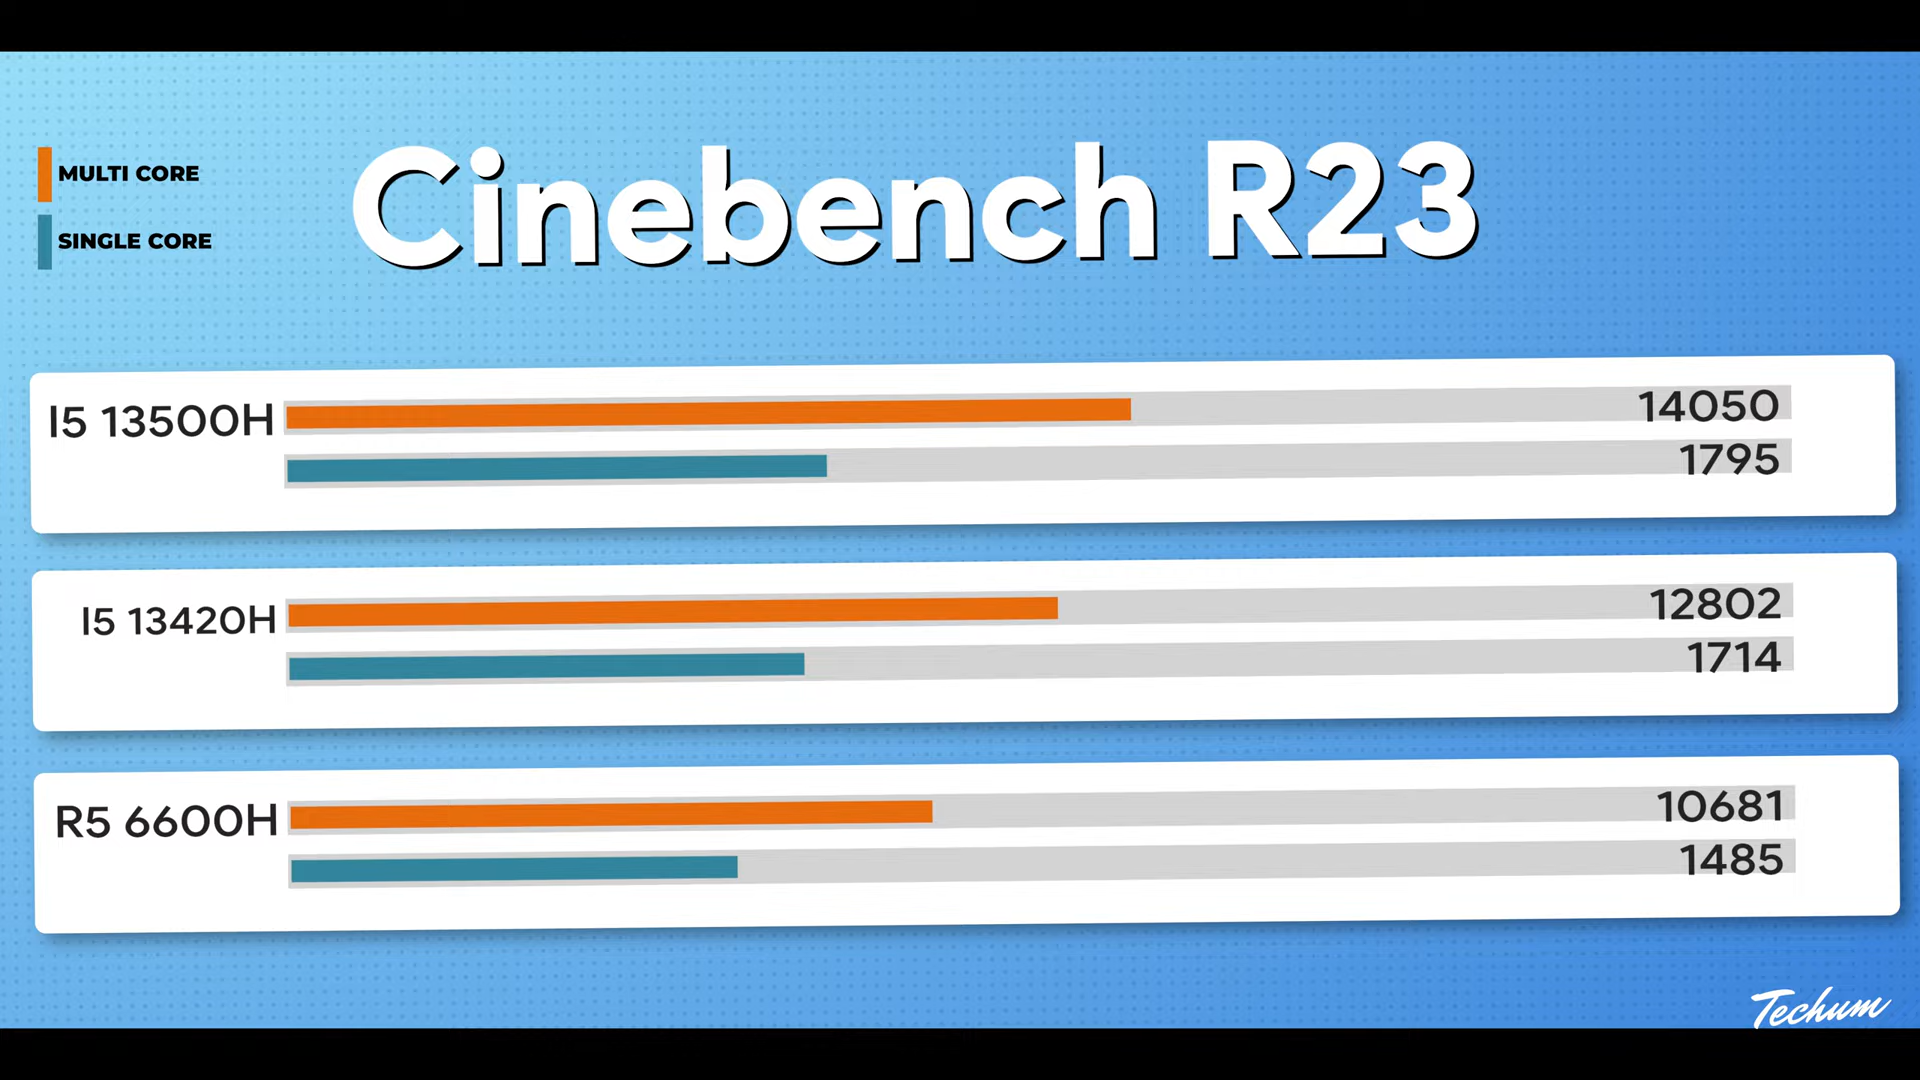 MULTI CORE
SINGLE CORE
Cinebench R23
I5 13500H
14050
1795
I5 13420H
12802
1714
R5 6600H
10681
1485
Techum